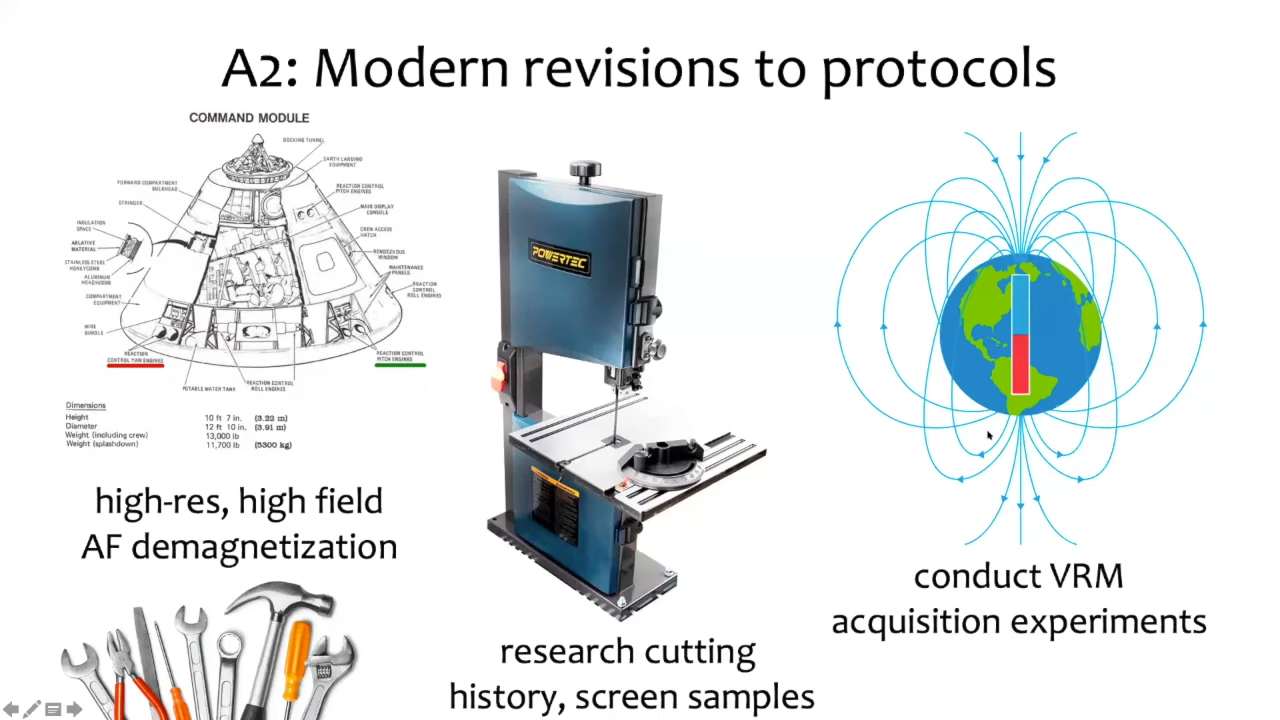 A2: Modern revisions to protocols
COMMAND MODULE
DOCKING TUNNEL
EARTH LANDING
EQUIPMENT
FORWARD COMPARTMENT
BULKHEAD
REACTION CONTROL
PITCH ENGINES
STRINGER
MAIN DISPLAY
CONSOLE
INSULATION
SPACE
CREW ACCESS
HATCH
ABLATIVE
MATERIAL
RENDEZVOUS
WINDOW
STAINLESS STEEL
HONEYCOMB
MAINTENANCE
PANELS
ALUMINUM
HONEYCOMB
REACTION
CONTROL
ROLL ENGINES
COMPARTMENT
EQUIPMENT
WIRE
BUNDLE
REACTION
CONTROL YAW ENGINES
REACTION CONTROL
PITCH ENGINES
POTABLE WATER TANK
REACTION CONTROL
ROLL ENGINES
Dimensions
Height 10 ft 7 in. (3.22 m)
Diameter 12 ft 10 in. (3.91 m)
Weight (including crew) 13,000 lb
Weight (splashdown) 11,700 lb (5300 kg)
high-res, high field
AF demagnetization
POWERTEC
research cutting
history, screen samples
conduct VRM
acquisition experiments